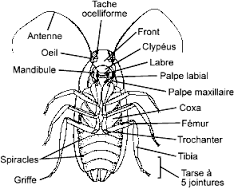 Tache
ocelliforme
Antenne
Front
Oeil
Clypéus
Labre
Mandibule
Palpe labial
Palpe maxillaire
Coxa
Fémur
Trochanter
Spiracles
Tibia
Griffe
Tarse à
5 jointures